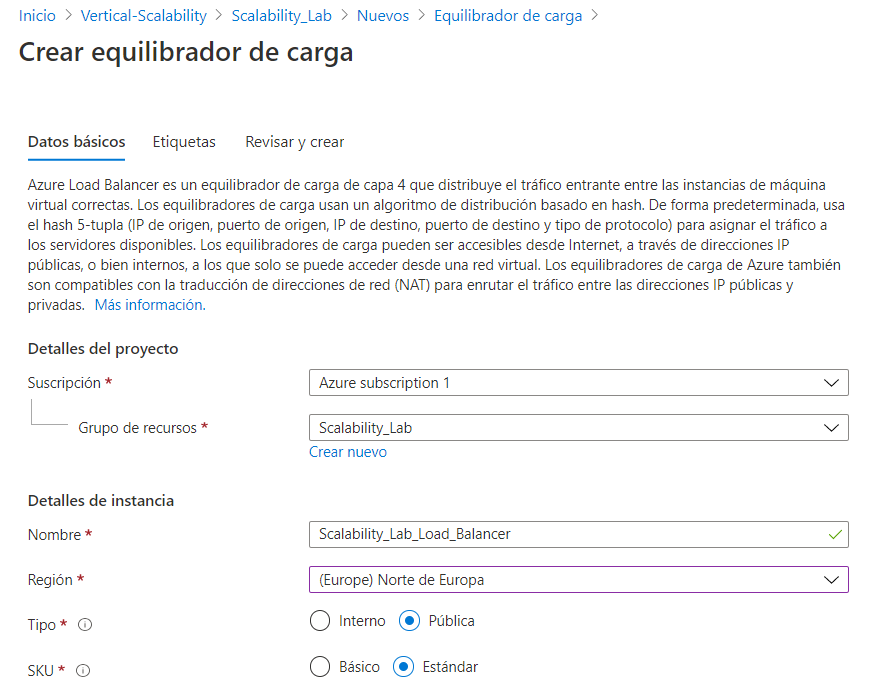 Inicio > Vertical-Scalability > Scalability_Lab > Nuevos > Equilibrador de carga >
Crear equilibrador de carga
Datos básicos Etiquetas Revisar y crear
Azure Load Balancer es un equilibrador de carga de capa 4 que distribuye el tráfico entrante entre las instancias de máquina
virtual correctas. Los equilibradores de carga usan un algoritmo de distribución basado en hash. De forma predeterminada, usa
el hash 5-tupla (IP de origen, puerto de origen, IP de destino, puerto de destino y tipo de protocolo) para asignar el tráfico a
los servidores disponibles. Los equilibradores de carga pueden ser accesibles desde Internet, a través de direcciones IP
públicas, o bien internos, a los que solo se puede acceder desde una red virtual. Los equilibradores de carga de Azure también
son compatibles con la traducción de direcciones de red (NAT) para enrutar el tráfico entre las direcciones IP públicas y
privadas. Más información.
Detalles del proyecto
Suscripción * Azure subscription 1
Grupo de recursos * Scalability_Lab
Crear nuevo
Detalles de instancia
Nombre * Scalability_Lab_Load_Balancer
Región * (Europe) Norte de Europa
Tipo * Interno Pública
SKU * Básico Estándar